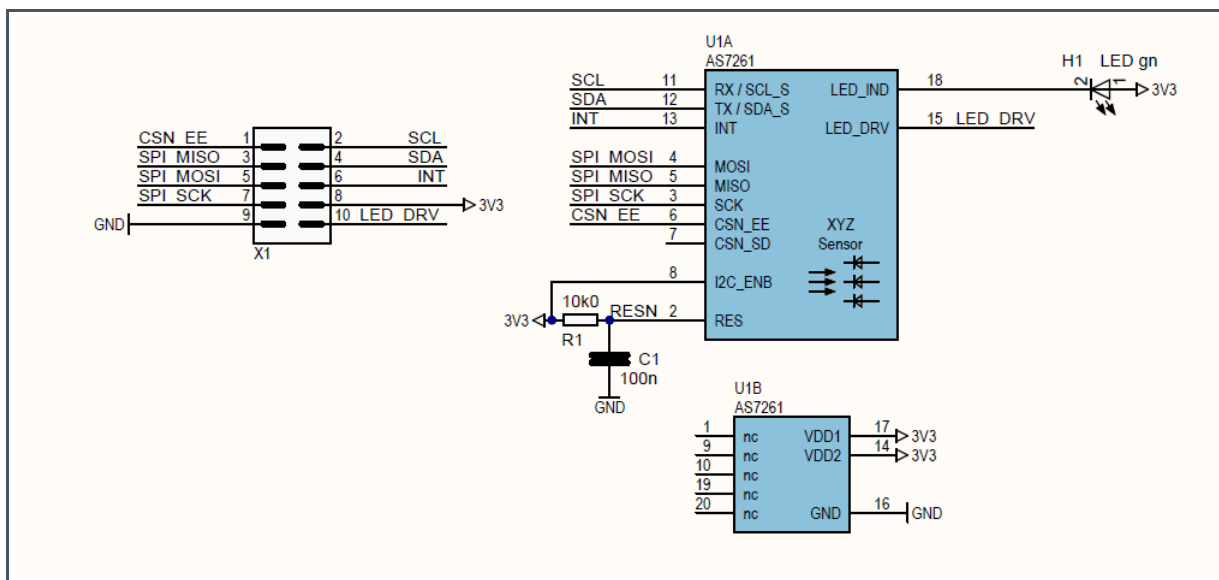 U1A
AS7261
H1 LED gn
SCL 11 RX / SCL_S LED_IND 18 2 1 3V3
SDA 12 TX / SDA_S
INT 13 INT LED_DRV 15 LED_DRV
CSN_EE 1 2 SCL
SPI_MISO 3 4 SDA
SPI_MOSI 5 6 INT
SPI_SCK 7 8 3V3
GND 9 10 LED_DRV
X1
SPI_MOSI 4 MOSI
SPI_MISO 5 MISO
SPI_SCK 3 SCK
CSN_EE 6 CSN_EE
7 CSN_SD
XYZ
Sensor
8 I2C_ENB
3V3 10k0 RESN 2 RES
R1
C1
100n
GND
U1B
AS7261
1 nc VDD1 17 3V3
9 nc VDD2 14 3V3
10 nc
19 nc
20 nc GND 16 GND